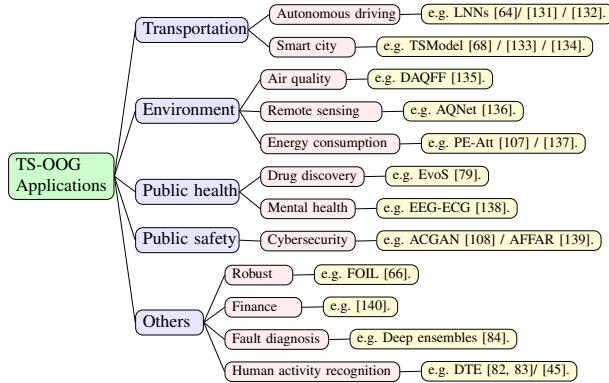 Autonomous driving
e.g. LNNs [64]/ [131] / [132].
Transportation
Smart city
e.g. TSModel [68] / [133] / [134].
Air quality
e.g. DAQFF [135].
Environment
Remote sensing
e.g. AQNet [136].
Energy consumption
e.g. PE-Att [107] / [137].
TS-OOG
Applications
Drug discovery
e.g. EvoS [79].
Public health
Mental health
e.g. EEG-ECG [138].
Public safety
Cybersecurity
e.g. ACGAN [108] / AFFAR [139].
Robust
e.g. FOIL [66].
Finance
e.g. [140].
Others
Fault diagnosis
e.g. Deep ensembles [84].
Human activity recognition
e.g. DTE [82, 83]/ [45].